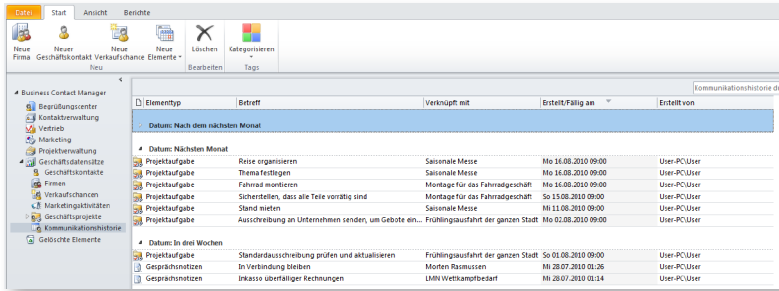 Datei Start Ansicht Berichte
Neue Firma
Neuer Geschäftskontakt
Neue Verkaufschance
Neue Elemente
Löschen
Kategorisieren
Neu Bearbeiten Tags
Kommunikationshistorie
Business Contact Manager
Begrüßungscenter
Kontaktverwaltung
Vertrieb
Marketing
Projektverwaltung
Geschäftsdatensätze
Geschäftskontakte
Firmen
Verkaufschancen
Marketingaktivitäten
Geschäftsprojekte
Kommunikationshistorie
Gelöschte Elemente
Elementtyp Betreff Verknüpft mit Erstellt/Fällig an Erstellt von
Datum: Nach dem nächsten Monat
Datum: Nächsten Monat
Projektaufgabe Reise organisieren Saisonale Messe Mo 16.08.2010 09:00 User-PC\User
Projektaufgabe Thema festlegen Saisonale Messe Mo 16.08.2010 09:00 User-PC\User
Projektaufgabe Fahrrad montieren Montage für das Fahrradgeschäft Mo 16.08.2010 09:00 User-PC\User
Projektaufgabe Sicherstellen, dass alle Teile vorrätig sind Montage für das Fahrradgeschäft So 15.08.2010 09:00 User-PC\User
Projektaufgabe Stand mieten Saisonale Messe Mi 11.08.2010 09:00 User-PC\User
Projektaufgabe Ausschreibung an Unternehmen senden, um Gebote ein... Frühlingsausfahrt der ganzen Stadt Mo 02.08.2010 09:00 User-PC\User
Datum: In drei Wochen
Projektaufgabe Standardausschreibung prüfen und aktualisieren Frühlingsausfahrt der ganzen Stadt So 01.08.2010 09:00 User-PC\User
Gesprächsnotizen In Verbindung bleiben Morten Rasmussen Mi 28.07.2010 01:26 User-PC\User
Gesprächsnotizen Inkasso überfälliger Rechnungen LMN Wettkampfbedarf Mi 28.07.2010 01:14 User-PC\User